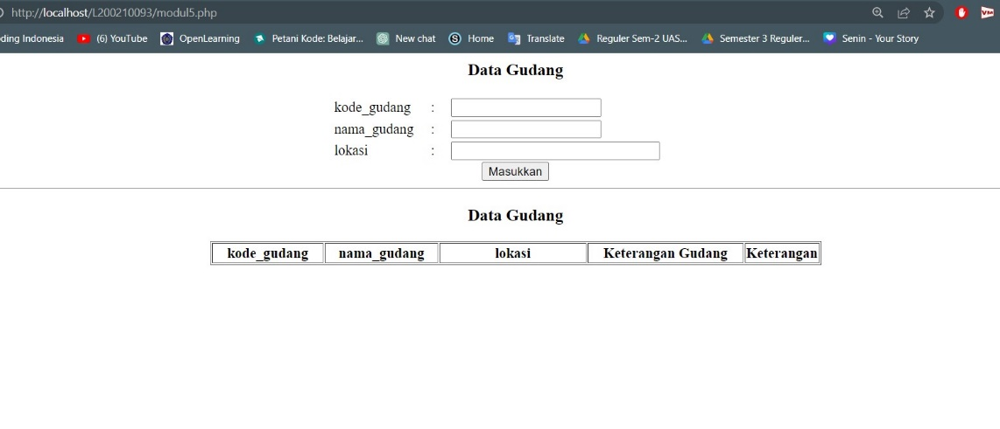 http://localhost/L200210093/modul5.php
ding Indonesia (6) YouTube OpenLearning Petani Kode: Belajar... New chat Home Translate Reguler Sem-2 UAS... Semester 3 Reguler... Senin - Your Story
Data Gudang
kode_gudang :
nama_gudang :
lokasi :
Masukkan
Data Gudang
kode_gudang nama_gudang lokasi Keterangan Gudang Keterangan